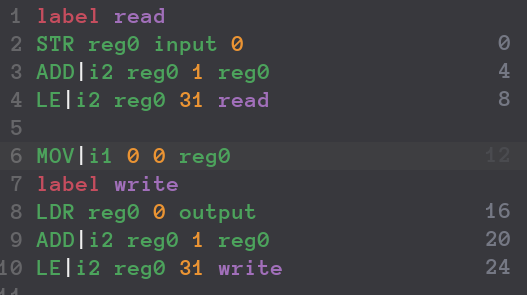 1 label read
2 STR reg0 input 0 0
3 ADD|i2 reg0 1 reg0 4
4 LE|i2 reg0 31 read 8
5
6 MOV|i1 0 0 reg0 12
7 label write
8 LDR reg0 0 output 16
9 ADD|i2 reg0 1 reg0 20
10 LE|i2 reg0 31 write 24